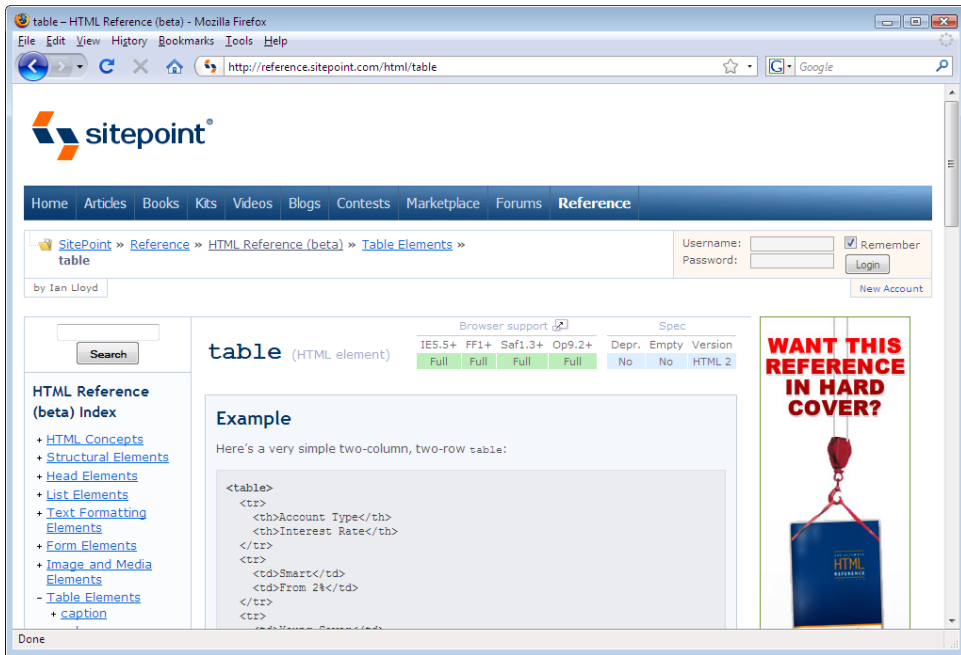 table – HTML Reference (beta) - Mozilla Firefox
File Edit View History Bookmarks Tools Help
http://reference.sitepoint.com/html/table
G Google
sitepoint®
Home Articles Books Kits Videos Blogs Contests Marketplace Forums Reference
SitePoint » Reference » HTML Reference (beta) » Table Elements »
table
Username:
Remember
Password:
Login
by Ian Lloyd
New Account
Search
HTML Reference
(beta) Index
+ HTML Concepts
+ Structural Elements
+ Head Elements
+ List Elements
+ Text Formatting
Elements
+ Form Elements
+ Image and Media
Elements
– Table Elements
+ caption
table (HTML element)
Browser support Spec
IE5.5+ FF1+ Saf1.3+ Op9.2+ Depr. Empty Version
Full Full Full Full No No HTML 2
Example
Here's a very simple two-column, two-row table:
<table>
<tr>
<th>Account Type</th>
<th>Interest Rate</th>
</tr>
<tr>
<td>Smart</td>
<td>From 2%</td>
</tr>
<tr>
WANT THIS
REFERENCE
IN HARD
COVER?
THE ULTIMATE
HTML
REFERENCE
Done